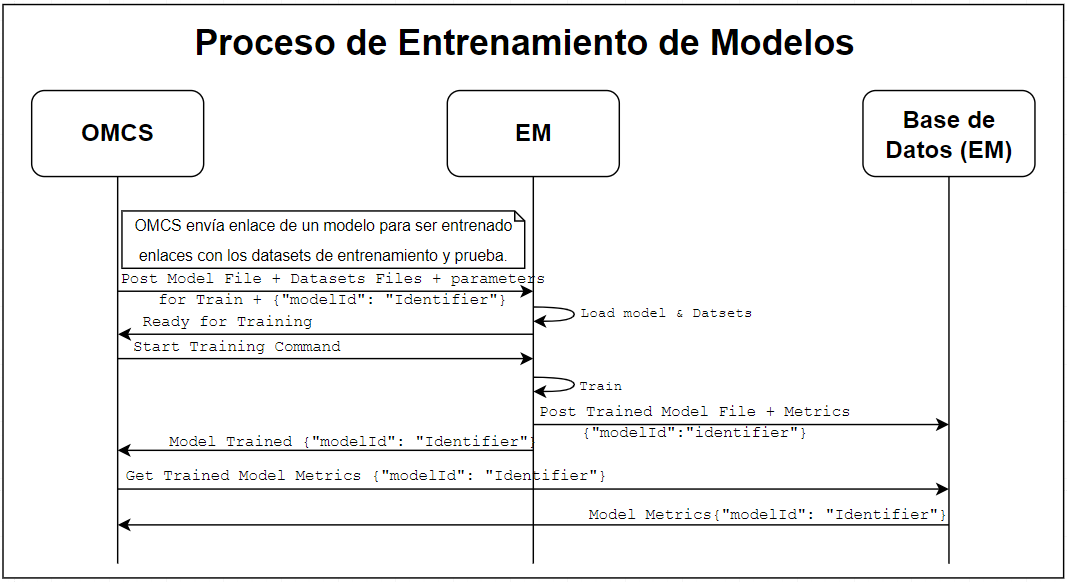 Proceso de Entrenamiento de Modelos
OMCS
EM
Base de
Datos (EM)
OMCS envía enlace de un modelo para ser entrenado
enlaces con los datasets de entrenamiento y prueba.
Post Model File + Datasets Files + parameters
for Train + {"modelId": "Identifier"}
Load model & Datsets
Ready for Training
Start Training Command
Train
Post Trained Model File + Metrics
{"modelId":"identifier"}
Model Trained {"modelId": "Identifier"}
Get Trained Model Metrics {"modelId": "Identifier"}
Model Metrics{"modelId": "Identifier"}